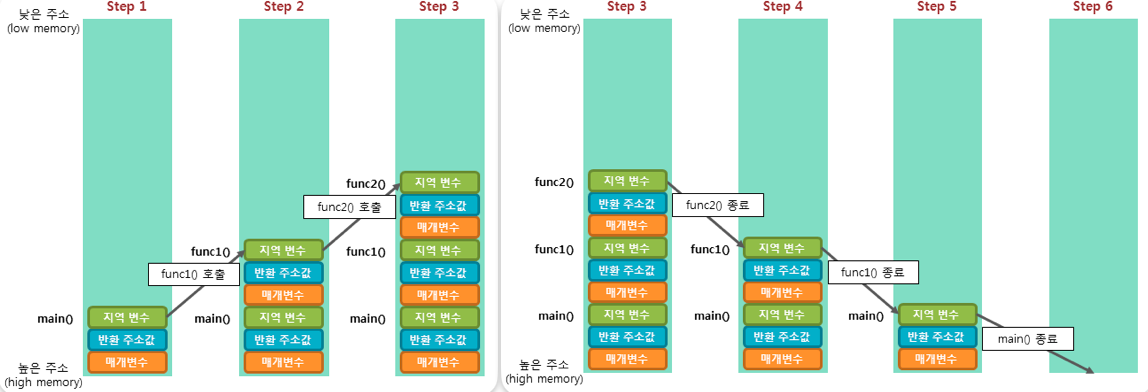 낮은 주소
(low memory)
Step 1
Step 2
Step 3
func2()
지역 변수
func2() 호출
반환 주소값
매개변수
func1()
지역 변수
func1()
지역 변수
func1() 호출
반환 주소값
반환 주소값
매개변수
매개변수
main()
지역 변수
main()
지역 변수
main()
지역 변수
반환 주소값
반환 주소값
반환 주소값
높은 주소
(high memory)
매개변수
매개변수
매개변수
낮은 주소
(low memory)
Step 3
Step 4
Step 5
Step 6
func2()
지역 변수
반환 주소값
func2() 종료
매개변수
func1()
지역 변수
func1()
지역 변수
반환 주소값
반환 주소값
func1() 종료
매개변수
매개변수
main()
지역 변수
main()
지역 변수
main()
지역 변수
반환 주소값
반환 주소값
반환 주소값
main() 종료
높은 주소
(high memory)
매개변수
매개변수
매개변수